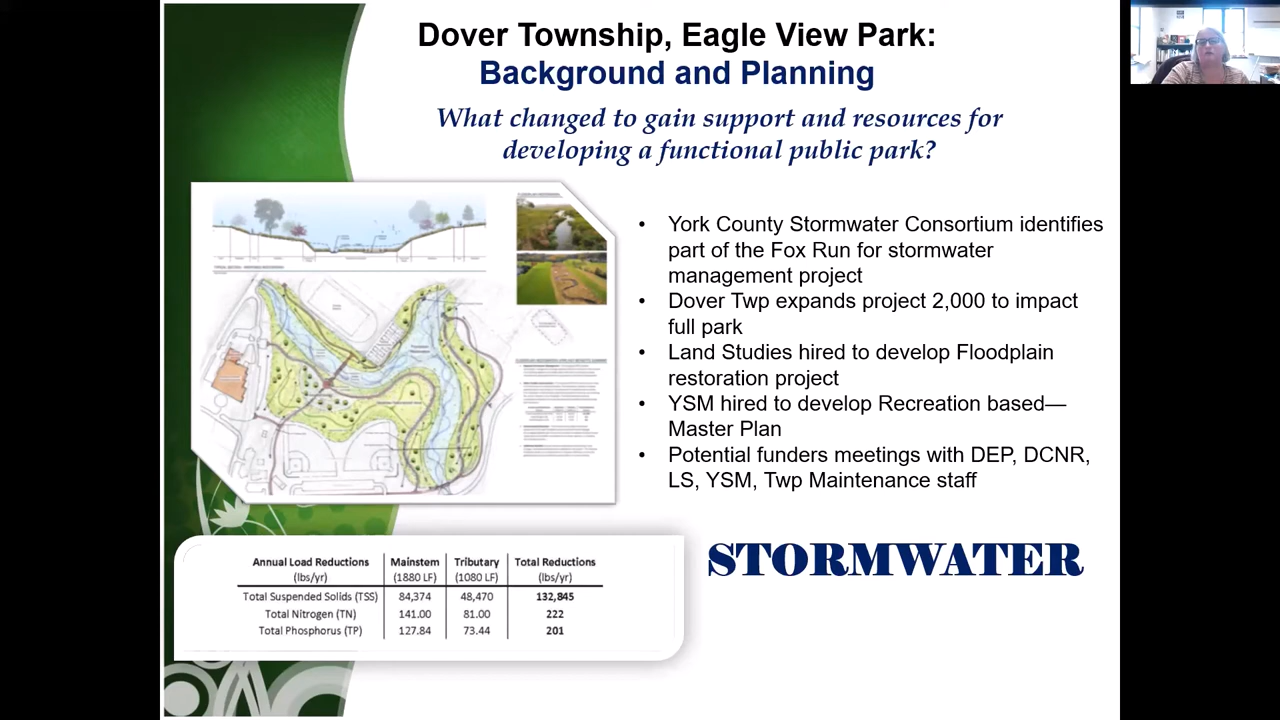 Dover Township, Eagle View Park:
Background and Planning
What changed to gain support and resources for
developing a functional public park?
• York County Stormwater Consortium identifies
part of the Fox Run for stormwater
management project
• Dover Twp expands project 2,000 to impact
full park
• Land Studies hired to develop Floodplain
restoration project
• YSM hired to develop Recreation based—
Master Plan
• Potential funders meetings with DEP, DCNR,
LS, YSM, Twp Maintenance staff
STORMWATER
Annual Load Reductions Mainstem Tributary Total Reductions
(lbs/yr) (1880 LF) (1080 LF) (lbs/yr)
Total Suspended Solids (TSS) 84,374 48,470 132,845
Total Nitrogen (TN) 141.00 81.00 222
Total Phosphorus (TP) 127.84 73.44 201